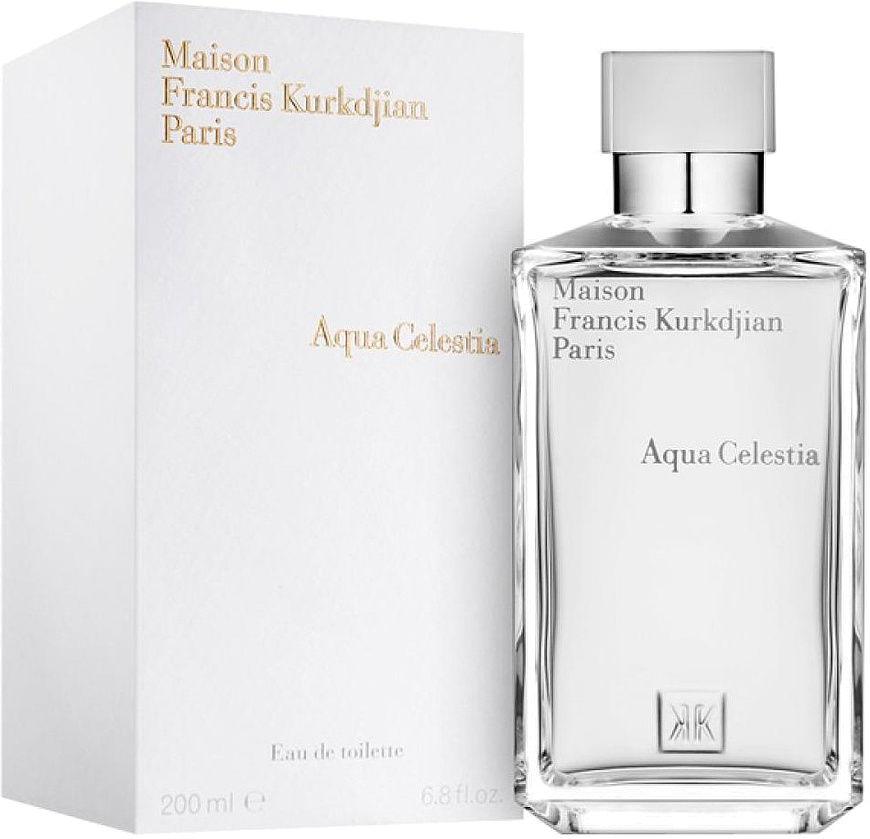 Maison
Francis Kurkdjian
Paris
Aqua Celestia
Eau de toilette
200 ml ℮
6.8 fl.oz.
Maison
Francis Kurkdjian
Paris
Aqua Celestia
KK